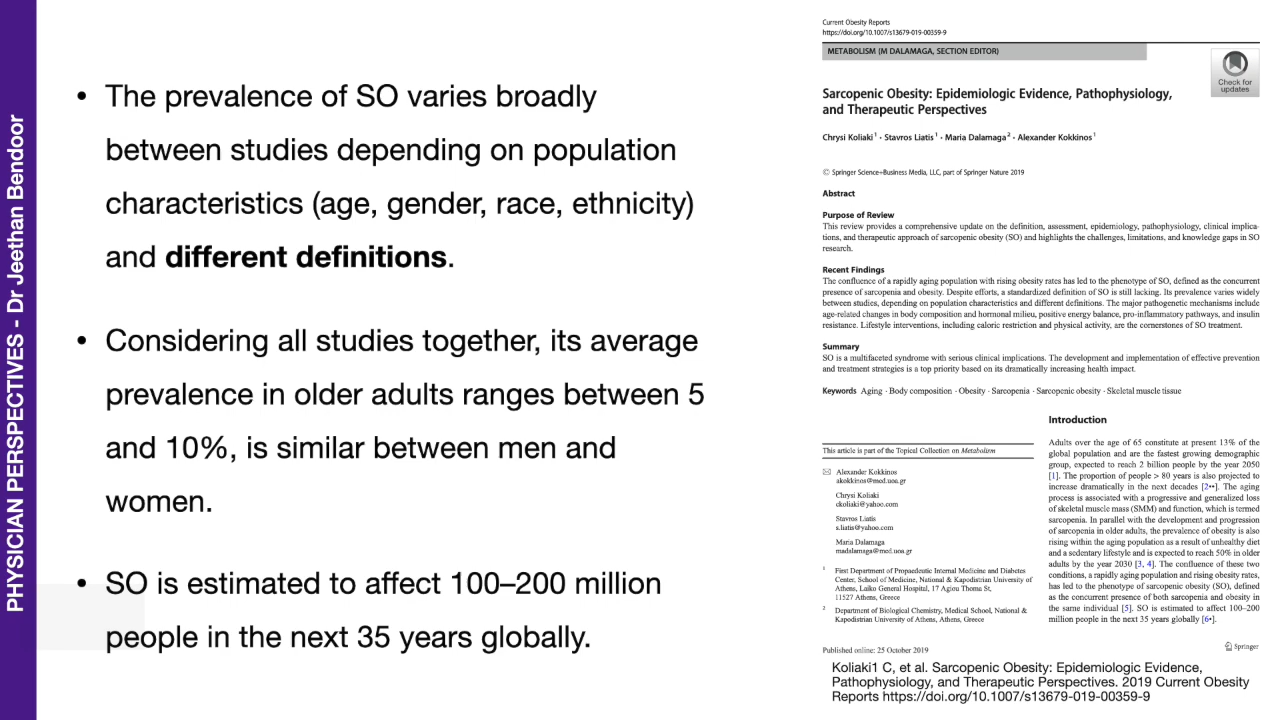 PHYSICIAN PERSPECTIVES - Dr Jeethan Bendoor
• The prevalence of SO varies broadly
between studies depending on population
characteristics (age, gender, race, ethnicity)
and different definitions.
• Considering all studies together, its average
prevalence in older adults ranges between 5
and 10%, is similar between men and
women.
• SO is estimated to affect 100–200 million
people in the next 35 years globally.
Current Obesity Reports
https://doi.org/10.1007/s13679-019-00359-9
METABOLISM (M DALAMAGA, SECTION EDITOR)
Check for
updates
Sarcopenic Obesity: Epidemiologic Evidence, Pathophysiology,
and Therapeutic Perspectives
Chrysi Koliaki 1 · Stavros Liatis 1 · Maria Dalamaga 2 · Alexander Kokkinos 1
© Springer Science+Business Media, LLC, part of Springer Nature 2019
Abstract
Purpose of Review
This review provides a comprehensive update on the definition, assessment, epidemiology, pathophysiology, clinical implica-
tions, and therapeutic approach of sarcopenic obesity (SO) and highlights the challenges, limitations, and knowledge gaps in SO
research.
Recent Findings
The confluence of a rapidly aging population with rising obesity rates has led to the phenotype of SO, defined as the concurrent
presence of sarcopenia and obesity. Despite efforts, a standardized definition of SO is still lacking. Its prevalence varies widely
between studies, depending on population characteristics and different definitions. The major pathogenetic mechanisms include
age-related changes in body composition and hormonal milieu, positive energy balance, pro-inflammatory pathways, and insulin
resistance. Lifestyle interventions, including caloric restriction and physical activity, are the cornerstones of SO treatment.
Summary
SO is a multifaceted syndrome with serious clinical implications. The development and implementation of effective prevention
and treatment strategies is a top priority based on its dramatically increasing health impact.
Keywords Aging · Body composition · Obesity · Sarcopenia · Sarcopenic obesity · Skeletal muscle tissue
This article is part of the Topical Collection on Metabolism
Alexander Kokkinos
akokkinos@med.uoa.gr
Chrysi Koliaki
ckoliaki@yahoo.com
Stavros Liatis
s.liatis@yahoo.com
Maria Dalamaga
madalamaga@med.uoa.gr
1 First Department of Propaedeutic Internal Medicine and Diabetes
Center, School of Medicine, National & Kapodistrian University of
Athens, Laiko General Hospital, 17 Agiou Thoma St,
11527 Athens, Greece
2 Department of Biological Chemistry, Medical School, National &
Kapodistrian University of Athens, Athens, Greece
Introduction
Adults over the age of 65 constitute at present 13% of the
global population and are the fastest growing demographic
group, expected to reach 2 billion people by the year 2050
[1]. The proportion of people > 80 years is also projected to
increase dramatically in the next decades [2••]. The aging
process is associated with a progressive and generalized loss
of skeletal muscle mass (SMM) and function, which is termed
sarcopenia. In parallel with the development and progression
of sarcopenia in older adults, the prevalence of obesity is also
rising within the aging population as a result of unhealthy diet
and a sedentary lifestyle and is expected to reach 50% in older
adults by the year 2030 [3, 4]. The confluence of these two
conditions, a rapidly aging population and rising obesity rates,
has led to the phenotype of sarcopenic obesity (SO), defined
as the concurrent presence of both sarcopenia and obesity in
the same individual [5]. SO is estimated to affect 100–200
million people in the next 35 years globally [6•].
Published online: 25 October 2019
Springer
Koliaki1 C, et al. Sarcopenic Obesity: Epidemiologic Evidence,
Pathophysiology, and Therapeutic Perspectives. 2019 Current Obesity
Reports https://doi.org/10.1007/s13679-019-00359-9